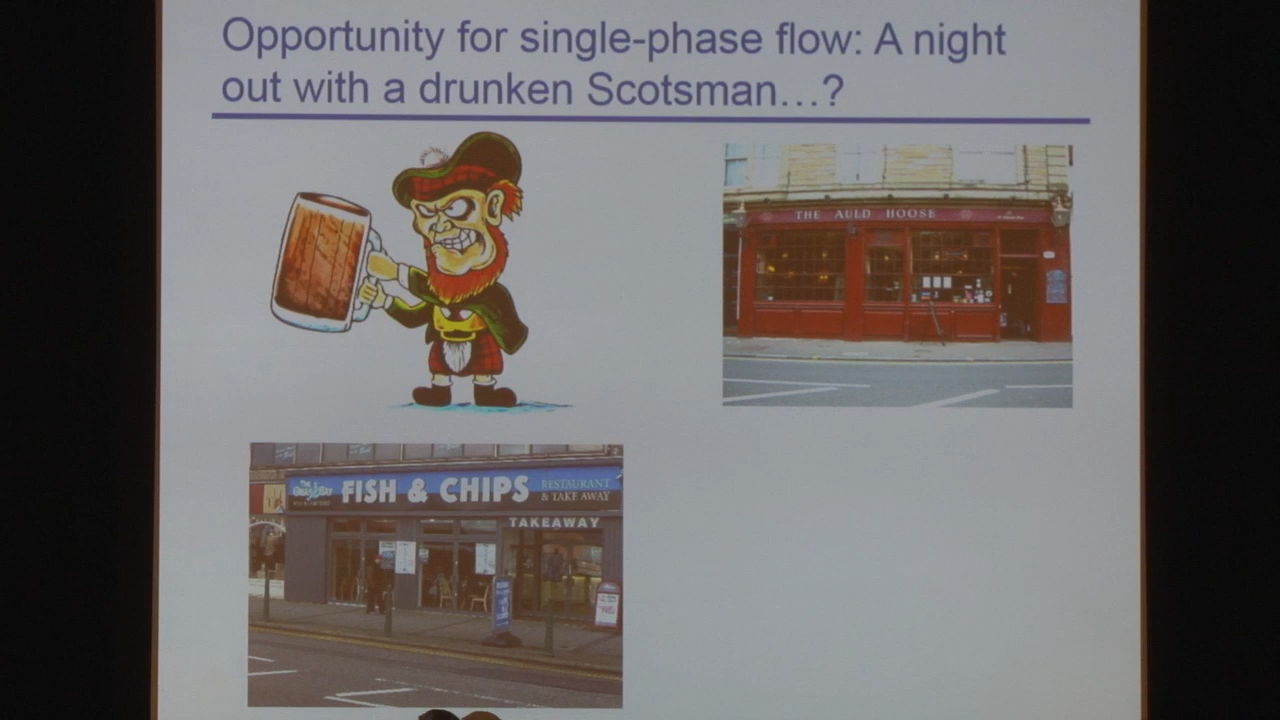 Opportunity for single-phase flow: A night
out with a drunken Scotsman…?
THE AULD HOOSE
FISH & CHIPS
RESTAURANT
& TAKE AWAY
TAKEAWAY